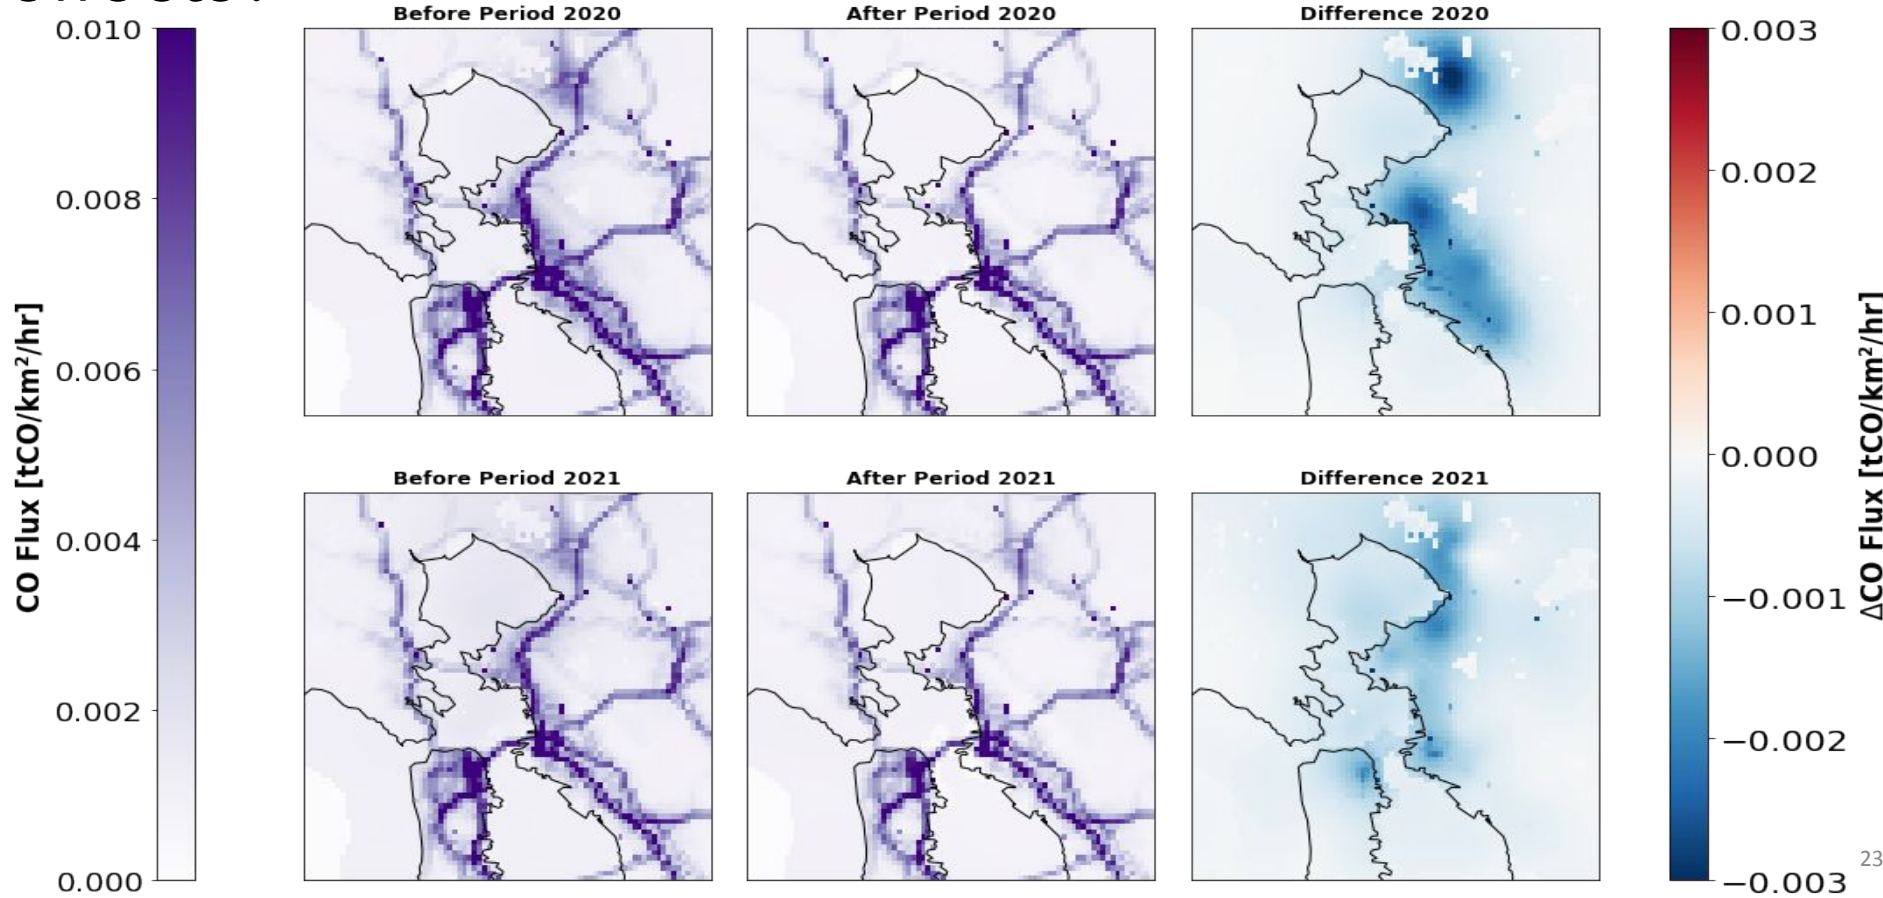 Before Period 2020
After Period 2020
Difference 2020
0.010
0.008
0.006
0.004
0.002
0.000
CO Flux [tCO/km²/hr]
0.003
0.002
0.001
0.000
−0.001
−0.002
−0.003
ΔCO Flux [tCO/km²/hr]
Before Period 2021
After Period 2021
Difference 2021
23